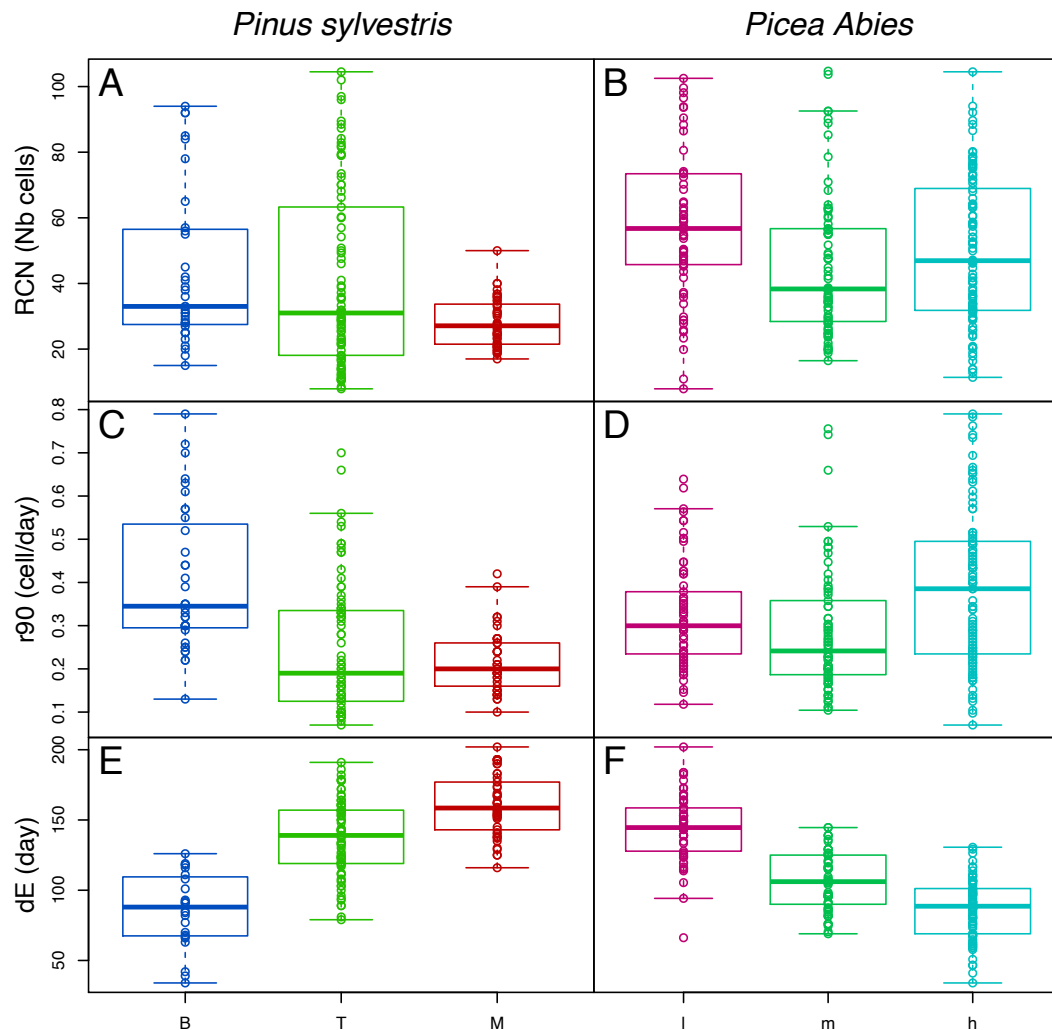 Pinus sylvestris Picea Abies
A B
RCN (Nb cells)
20 40 60 80 100
C D
r90 (cell/day)
0.1 0.2 0.3 0.4 0.5 0.6 0.7 0.8
E F
dE (day)
50 100 150 200
B T M l m h